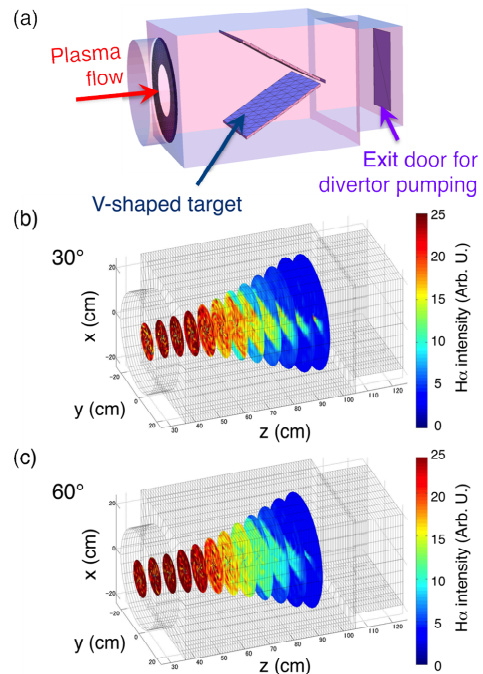 (a)
Plasma
flow
V-shaped target
Exit door for
divertor pumping
(b)
30°
x (cm)
20
0
−20
y (cm)
−20
0
20
30
40
50
60
70
80
90
100
110
120
z (cm)
25
20
15
10
5
0
Hα intensity (Arb. U.)
(c)
60°
x (cm)
20
0
−20
y (cm)
−20
0
20
30
40
50
60
70
80
90
100
110
120
z (cm)
25
20
15
10
5
0
Hα intensity (Arb. U.)